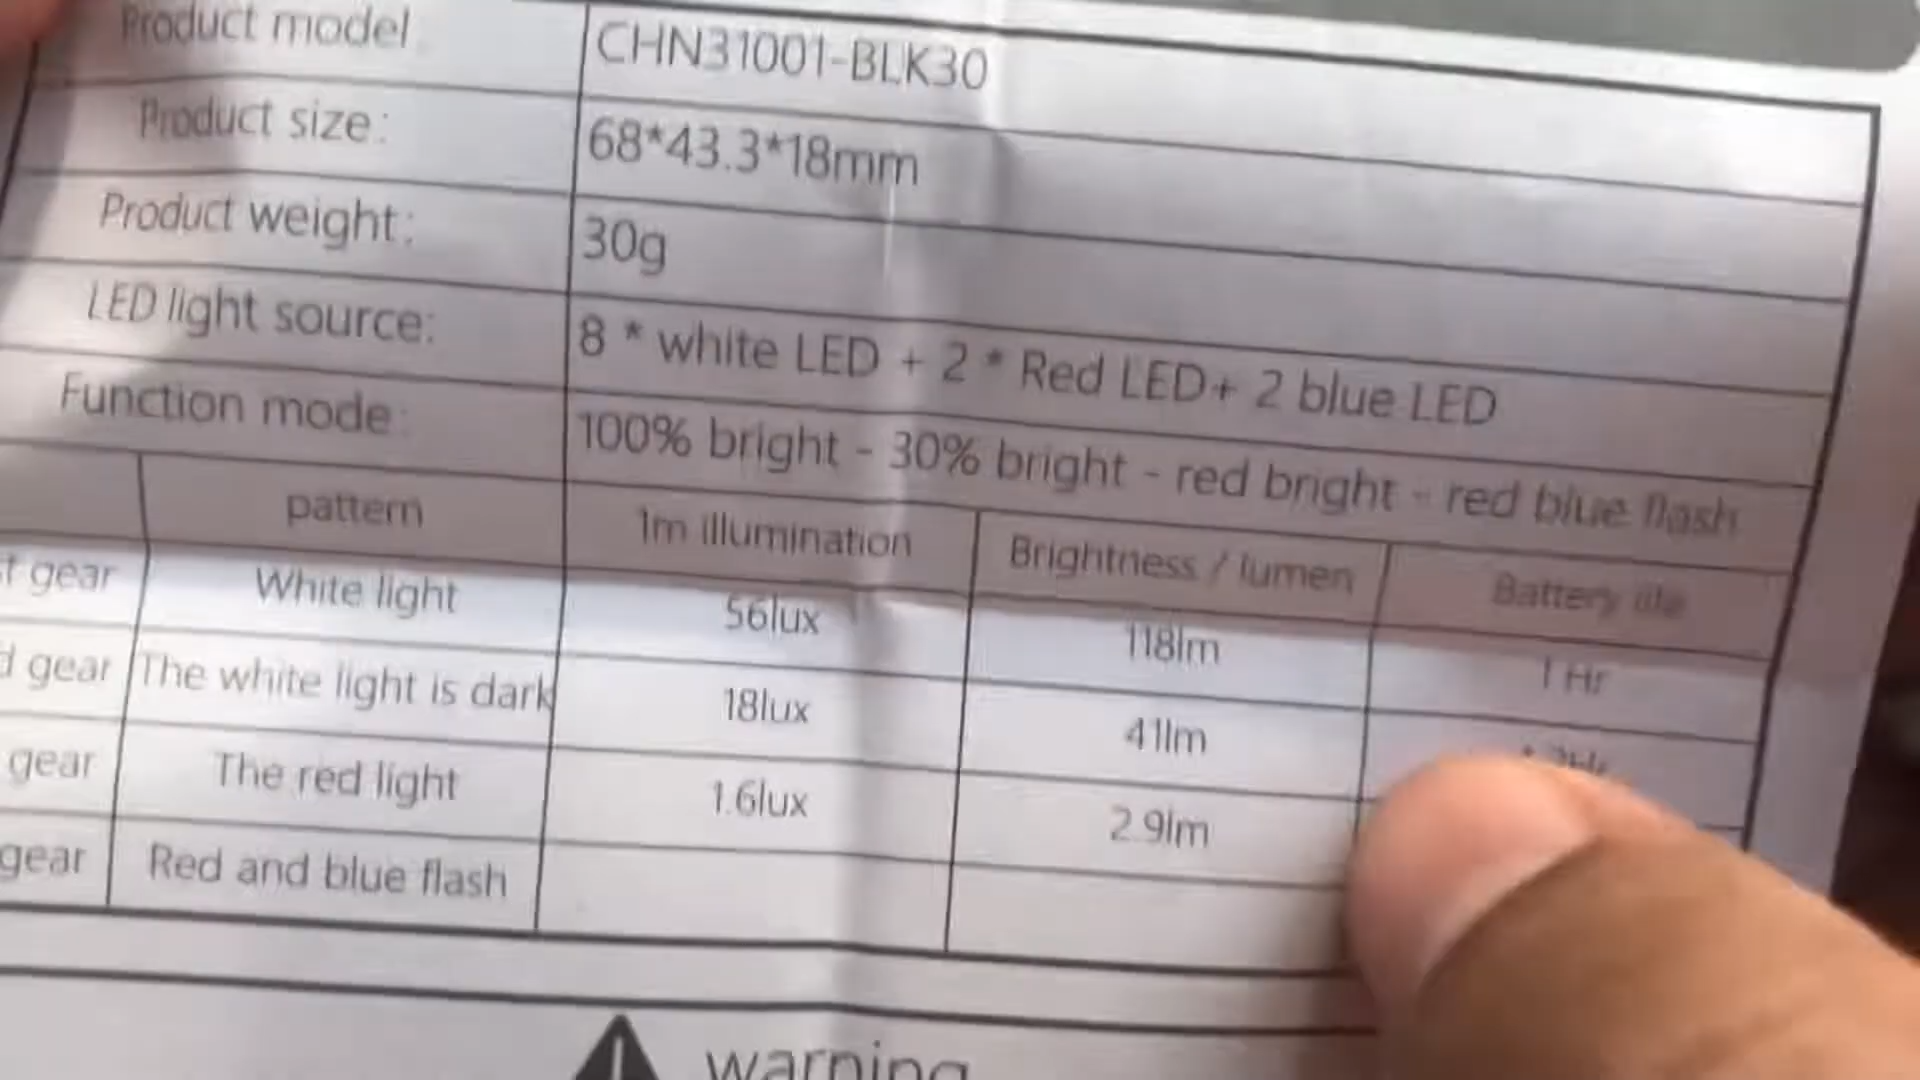 Product model
CHN31001-BLK30
Product size:
68*43.3*18mm
Product weight:
30g
LED light source:
8 * white LED + 2 * Red LED+ 2 blue LED
Function mode:
100% bright - 30% bright - red bright - red blue flash
pattern
1m illumination
Brightness / lumen
Battery life
gear
White light
56lux
118lm
1 Hr
gear
The white light is dark
18lux
41lm
gear
The red light
1.6lux
2.9lm
gear
Red and blue flash
warning